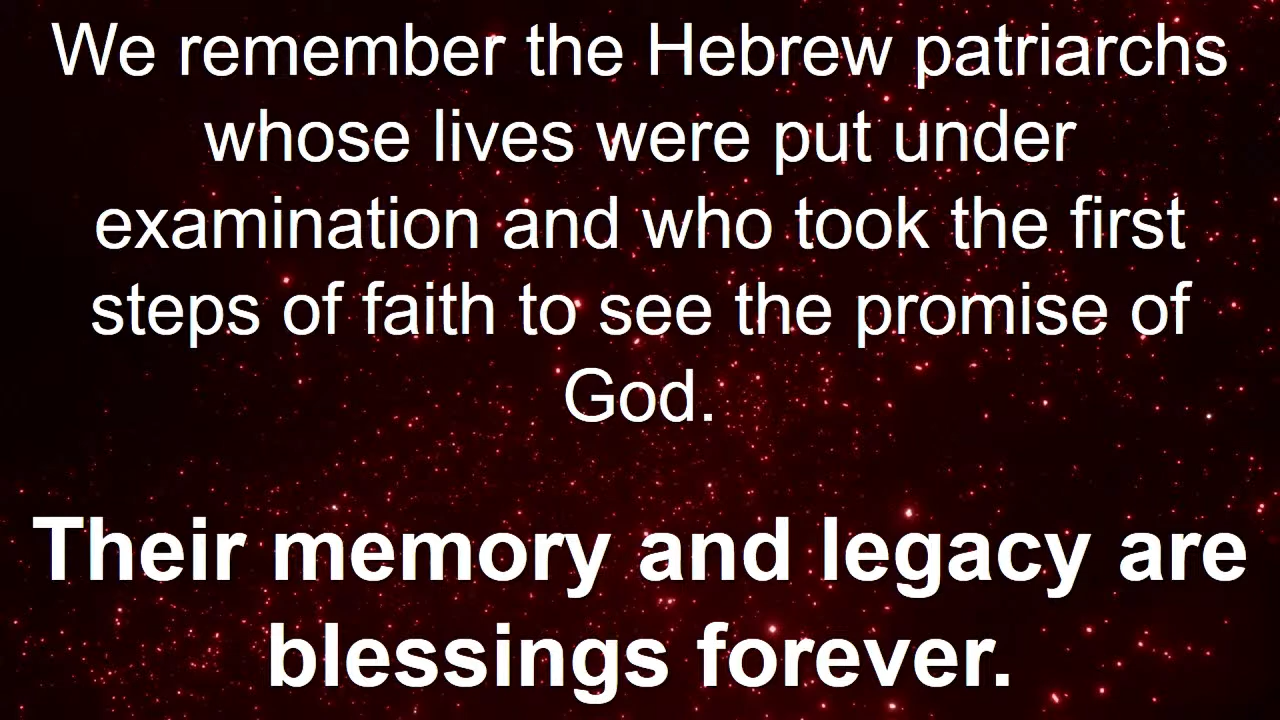 We remember the Hebrew patriarchs
whose lives were put under
examination and who took the first
steps of faith to see the promise of
God.
Their memory and legacy are
blessings forever.